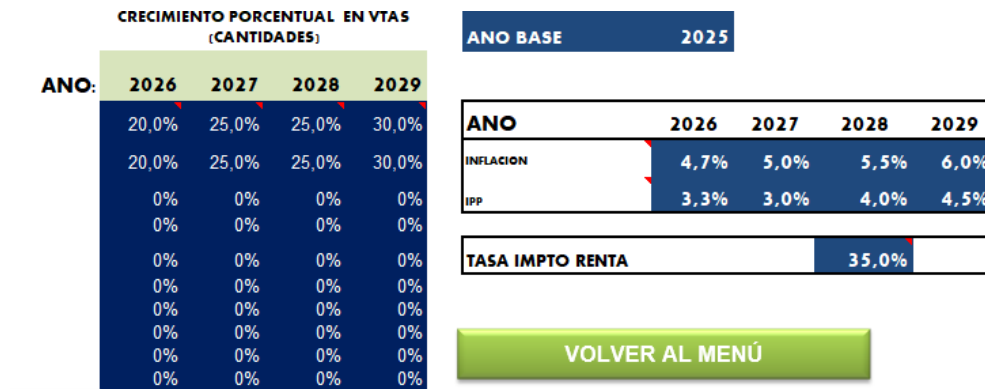 CRECIMIENTO PORCENTUAL EN VTAS
(CANTIDADES)
ANO: 2026 2027 2028 2029
20,0% 25,0% 25,0% 30,0%
20,0% 25,0% 25,0% 30,0%
0% 0% 0% 0%
0% 0% 0% 0%
0% 0% 0% 0%
0% 0% 0% 0%
0% 0% 0% 0%
0% 0% 0% 0%
0% 0% 0% 0%
0% 0% 0% 0%
ANO BASE 2025
ANO 2026 2027 2028 2029
INFLACION 4,7% 5,0% 5,5% 6,0%
IPP 3,3% 3,0% 4,0% 4,5%
TASA IMPTO RENTA 35,0%
VOLVER AL MENÚ